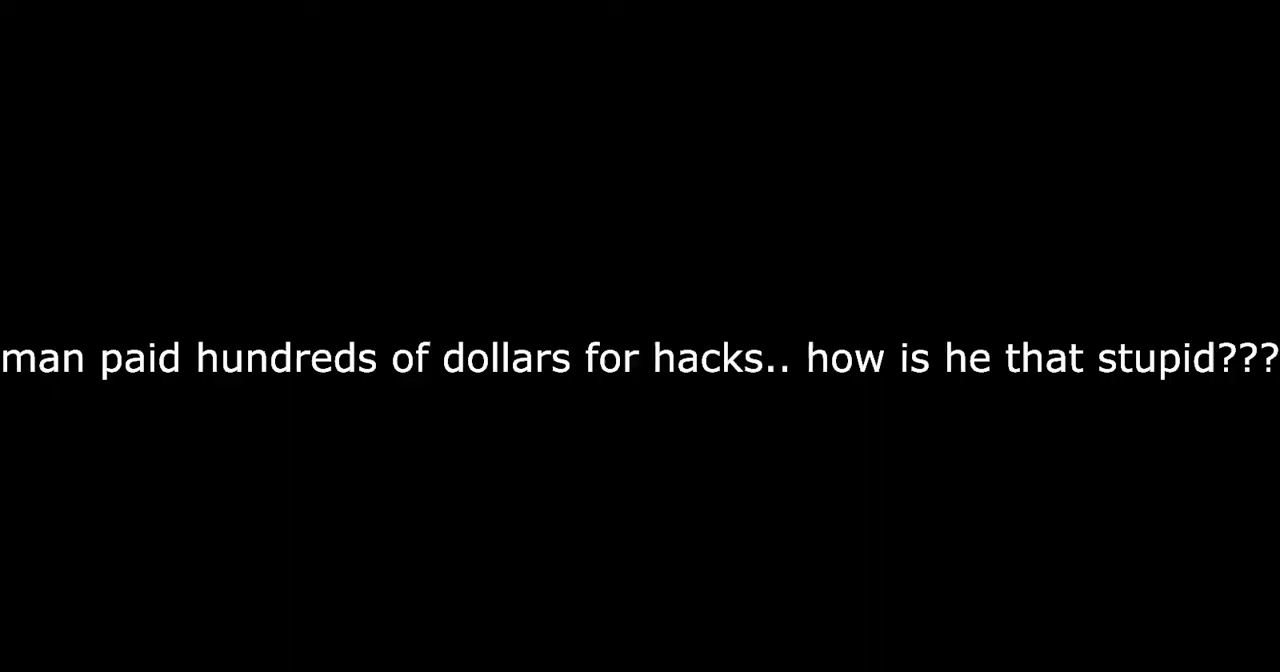 man paid hundreds of dollars for hacks.. how is he that stupid???